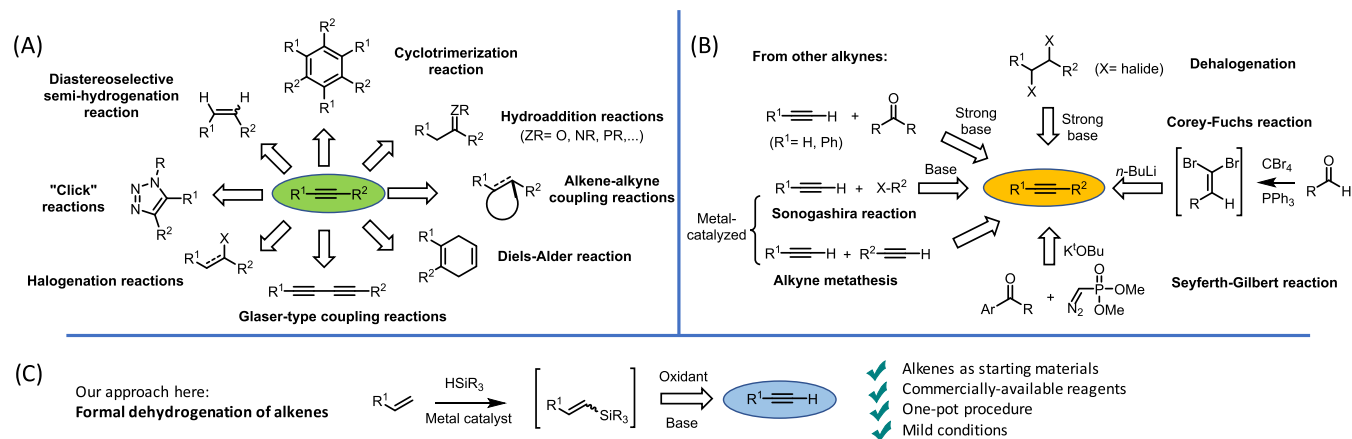 (A)
R²
R¹
R¹
R²
R²
R¹
Cyclotrimerization
reaction
Diastereoselective
semi-hydrogenation
reaction
H
H
R¹
R²
ZR
R¹
R²
Hydroaddition reactions
(ZR= O, NR, PR,...)
"Click"
reactions
R
N
N
N
R¹
R²
R¹
R²
R¹
R²
Alkene-alkyne
coupling reactions
Halogenation reactions
X
R¹
R²
R¹
R²
Diels-Alder reaction
R¹
R²
Glaser-type coupling reactions
(B)
From other alkynes:
X
R¹
R²
X
(X= halide)
Dehalogenation
R¹
H
+
O
R
R
(R¹= H, Ph)
Strong
base
Strong
base
Corey-Fuchs reaction
R¹
H
+
X-R²
Base
Sonogashira reaction
R¹
R²
n-BuLi
Br
Br
R
H
CBr₄
PPh₃
O
R
H
Metal-
catalyzed
R¹
H
+
R²
H
Alkyne metathesis
KᵗOBu
O
Ar
R
+
O
P
OMe
OMe
N₂
Seyferth-Gilbert reaction
(C)
Our approach here:
Formal dehydrogenation of alkenes
R¹
HSiR₃
Metal catalyst
R¹
SiR₃
Oxidant
Base
R¹
H
Alkenes as starting materials
Commercially-available reagents
One-pot procedure
Mild conditions